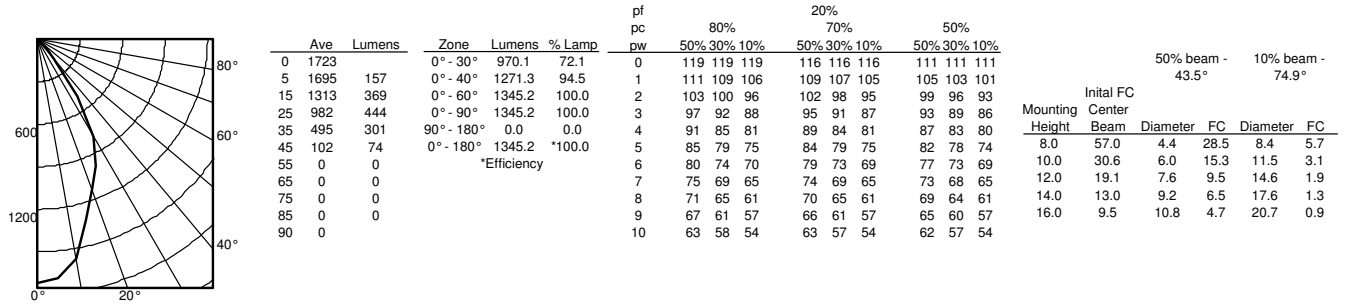 80°
60°
40°
20°
0°
600
1200
Ave Lumens
0 1723
5 1695 157
15 1313 369
25 982 444
35 495 301
45 102 74
55 0 0
65 0 0
75 0 0
85 0 0
90 0
Zone Lumens % Lamp
0° - 30° 970.1 72.1
0° - 40° 1271.3 94.5
0° - 60° 1345.2 100.0
0° - 90° 1345.2 100.0
90° - 180° 0.0 0.0
0° - 180° 1345.2 *100.0
*Efficiency
pf 20%
pc 80% 70% 50%
pw 50% 30% 10% 50% 30% 10% 50% 30% 10%
0 119 119 119 116 116 116 111 111 111
1 111 109 106 109 107 105 105 103 101
2 103 100 96 102 98 95 99 96 93
3 97 92 88 95 91 87 93 89 86
4 91 85 81 89 84 81 87 83 80
5 85 79 75 84 79 75 82 78 74
6 80 74 70 79 73 69 77 73 69
7 75 69 65 74 69 65 73 68 65
8 71 65 61 70 65 61 69 64 61
9 67 61 57 66 61 57 65 60 57
10 63 58 54 63 57 54 62 57 54
50% beam - 10% beam -
43.5° 74.9°
Inital FC
Mounting Center
Height Beam Diameter FC Diameter FC
8.0 57.0 4.4 28.5 8.4 5.7
10.0 30.6 6.0 15.3 11.5 3.1
12.0 19.1 7.6 9.5 14.6 1.9
14.0 13.0 9.2 6.5 17.6 1.3
16.0 9.5 10.8 4.7 20.7 0.9